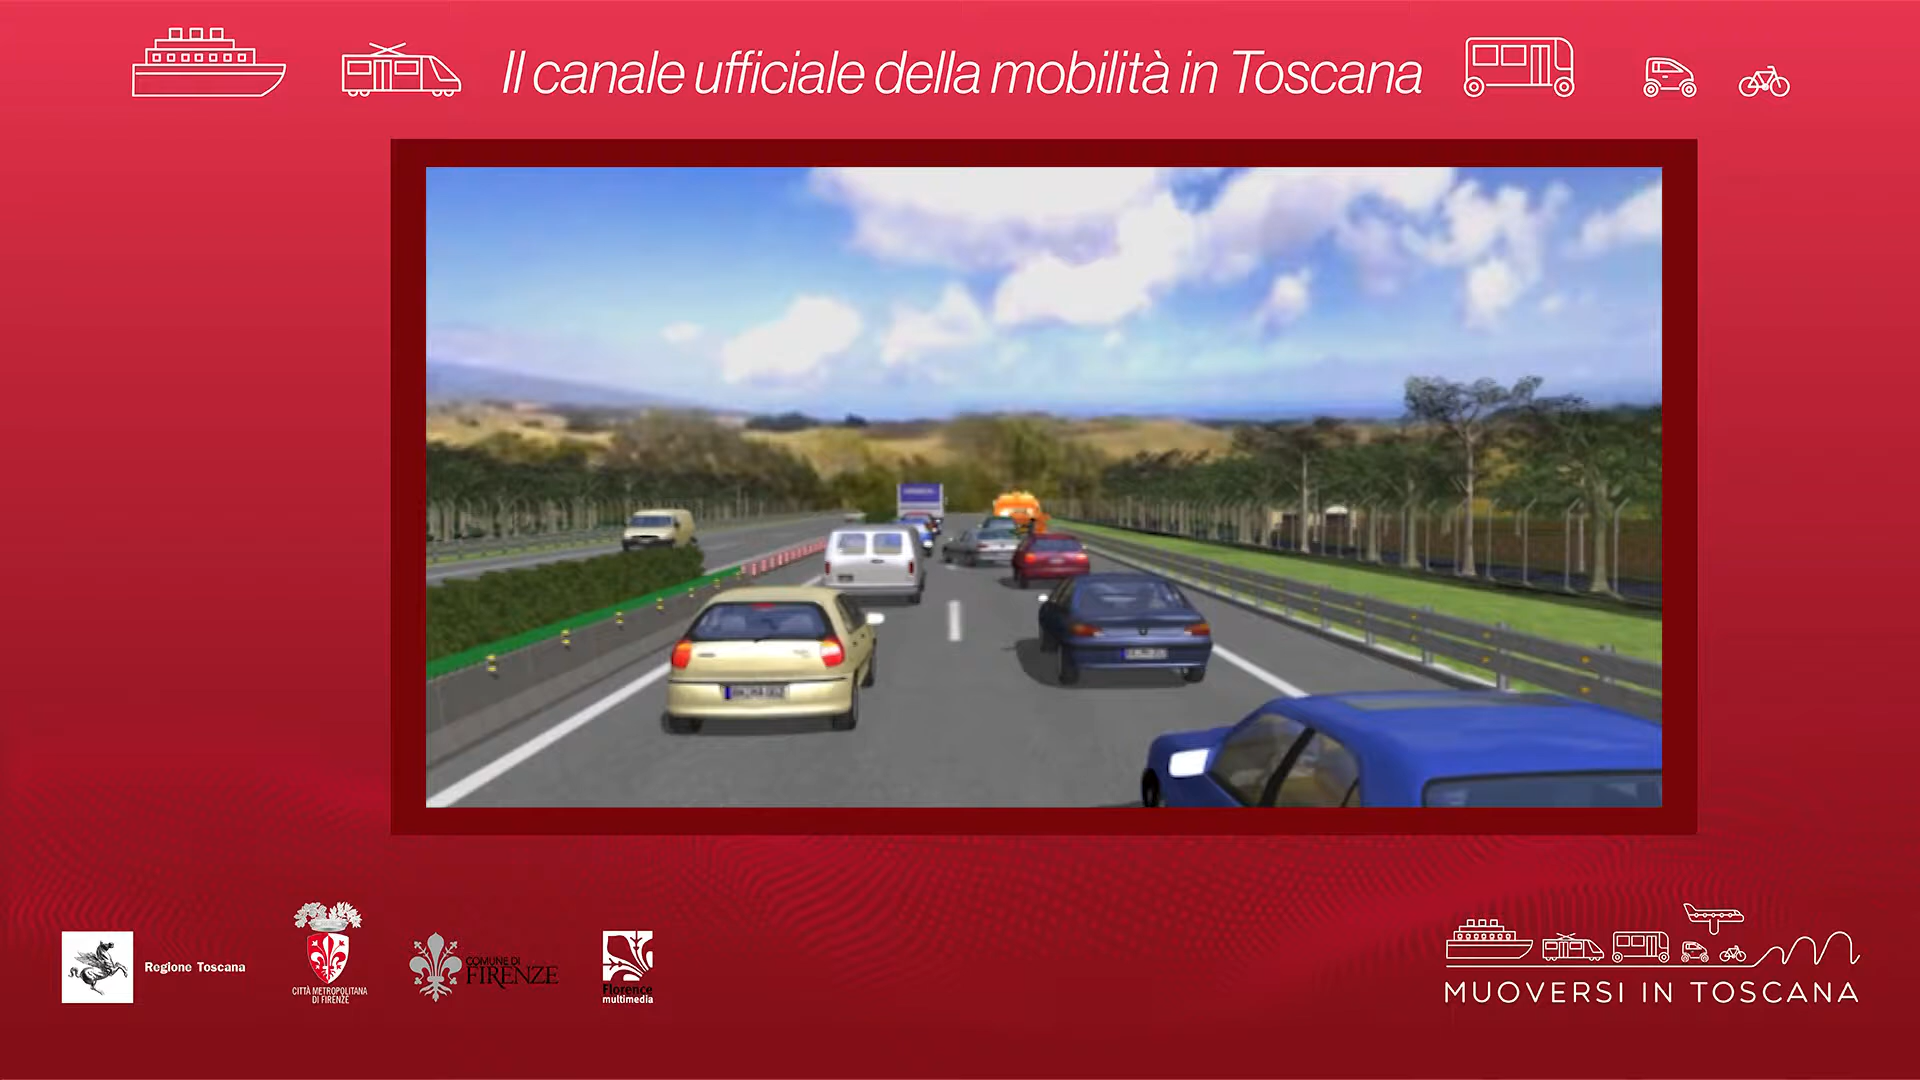 Il canale ufficiale della mobilità in Toscana
Regione Toscana
CITTÀ METROPOLITANA
DI FIRENZE
COMUNE DI
FIRENZE
Florence
multimedia
MUOVERSI IN TOSCANA